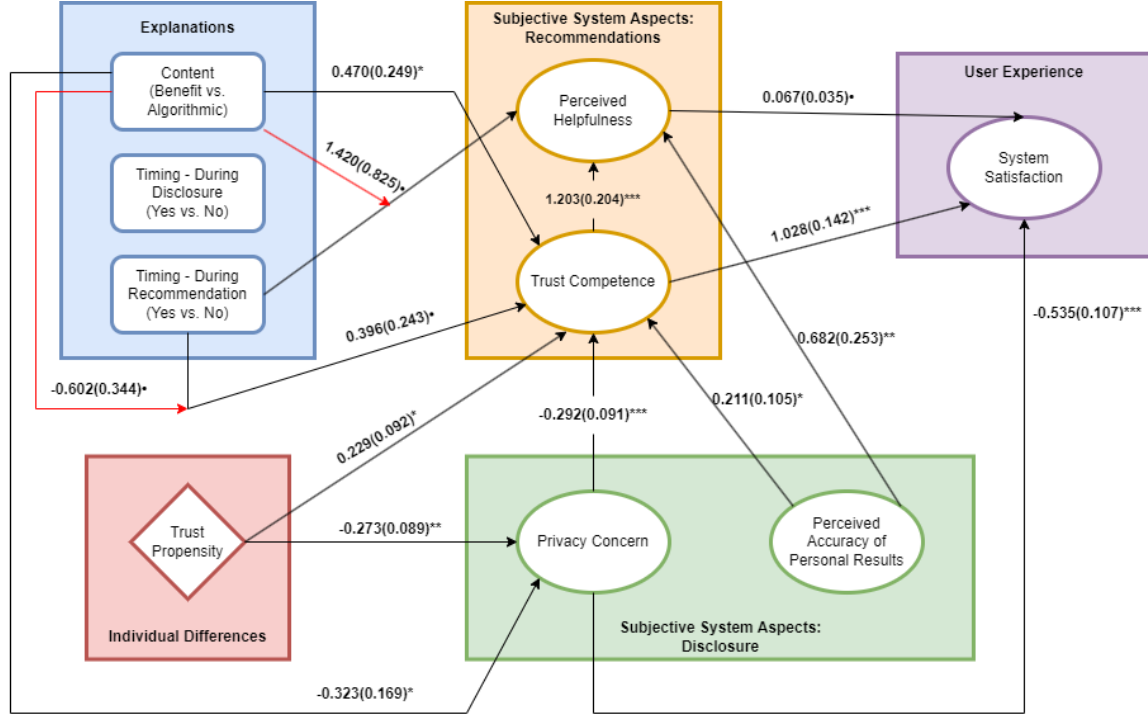 Explanations
Content
(Benefit vs.
Algorithmic)
Timing - During
Disclosure
(Yes vs. No)
Timing - During
Recommendation
(Yes vs. No)
Subjective System Aspects:
Recommendations
Perceived
Helpfulness
Trust Competence
User Experience
System
Satisfaction
0.470(0.249)*
1.420(0.825)•
0.067(0.035)•
1.203(0.204)***
1.028(0.142)***
0.396(0.243)•
-0.602(0.344)•
0.229(0.092)*
-0.292(0.091)***
0.211(0.105)*
0.682(0.253)**
-0.535(0.107)***
Trust
Propensity
Individual Differences
-0.273(0.089)**
Privacy Concern
Perceived
Accuracy of
Personal Results
Subjective System Aspects:
Disclosure
-0.323(0.169)*